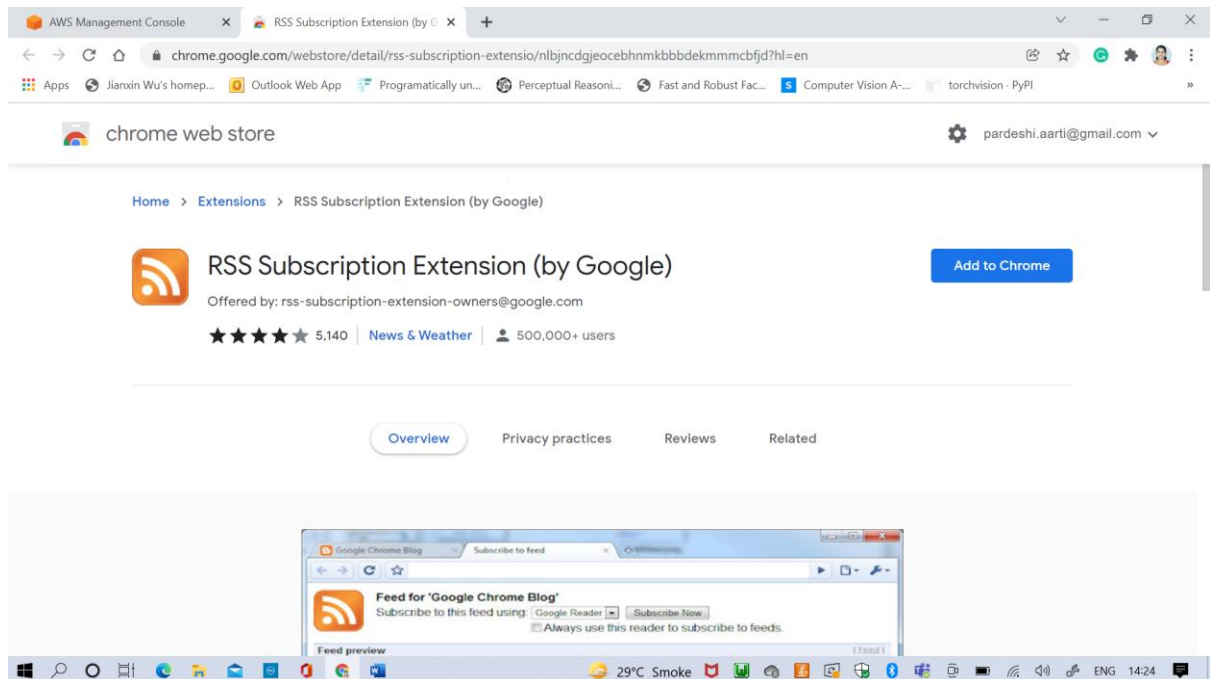 AWS Management Console
RSS Subscription Extension (by G
chrome.google.com/webstore/detail/rss-subscription-extensio/nlbjncdgjeocebhnmkbbbdekmmmcbfjd?hl=en
Apps Jianxin Wu's homep... Outlook Web App Programatically un... Perceptual Reasoni... Fast and Robust Fac... Computer Vision A-... torchvision · PyPI »
chrome web store
pardeshi.aarti@gmail.com
Home > Extensions > RSS Subscription Extension (by Google)
RSS Subscription Extension (by Google)
Add to Chrome
Offered by: rss-subscription-extension-owners@google.com
5,140 News & Weather 500,000+ users
Overview Privacy practices Reviews Related
Google Chrome Blog Subscribe to feed
Feed for 'Google Chrome Blog'
Subscribe to this feed using: Google Reader Subscribe Now
Always use this reader to subscribe to feeds.
Feed preview [feed]
29°C Smoke ENG 14:24